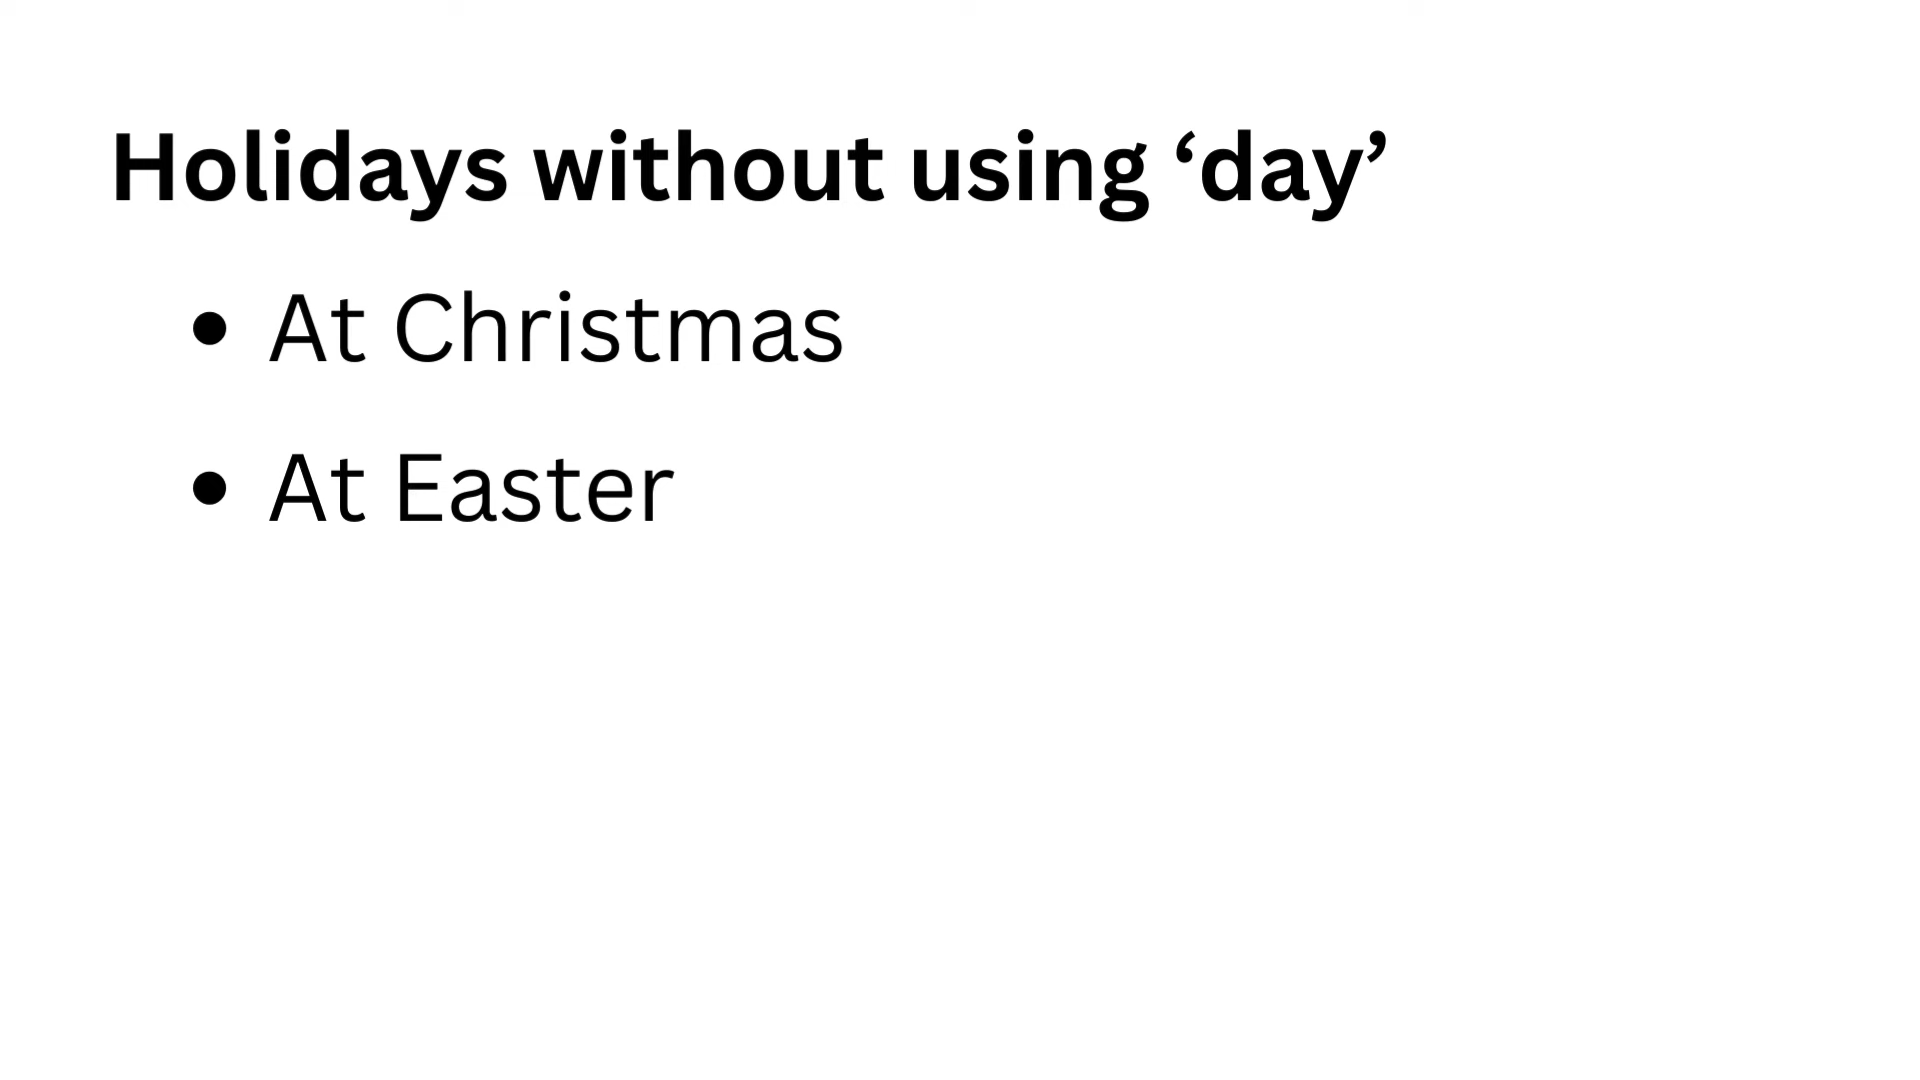 Holidays without using ‘day’
• At Christmas
• At Easter